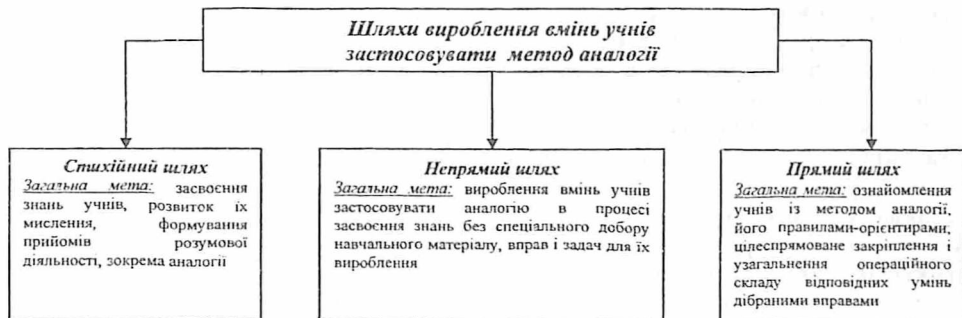 Шляхи вироблення вмінь учнів
застосовувати метод аналогії
Стихійний шлях
Загальна мета: засвоєння
знань учнів, розвиток їх
мислення, формування
прийомів розумової
діяльності, зокрема аналогії
Непрямий шлях
Загальна мета: вироблення вмінь учнів
застосовувати аналогію в процесі
засвоєння знань без спеціального добору
навчального матеріалу, вправ і задач для їх
вироблення
Прямий шлях
Загальна мета: ознайомлення
учнів із методом аналогії,
його правилами-орієнтирами;
цілеспрямоване закріплення і
узагальнення операційного
складу відповідних умінь
дібраними вправами